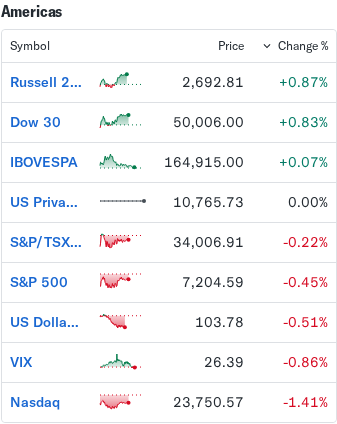 Americas
Symbol Price Change %
Russell 2... 2,692.81 +0.87%
Dow 30 50,006.00 +0.83%
IBOVESPA 164,915.00 +0.07%
US Priva... 10,765.73 0.00%
S&P/TSX... 34,006.91 -0.22%
S&P 500 7,204.59 -0.45%
US Dolla... 103.78 -0.51%
VIX 26.39 -0.86%
Nasdaq 23,750.57 -1.41%